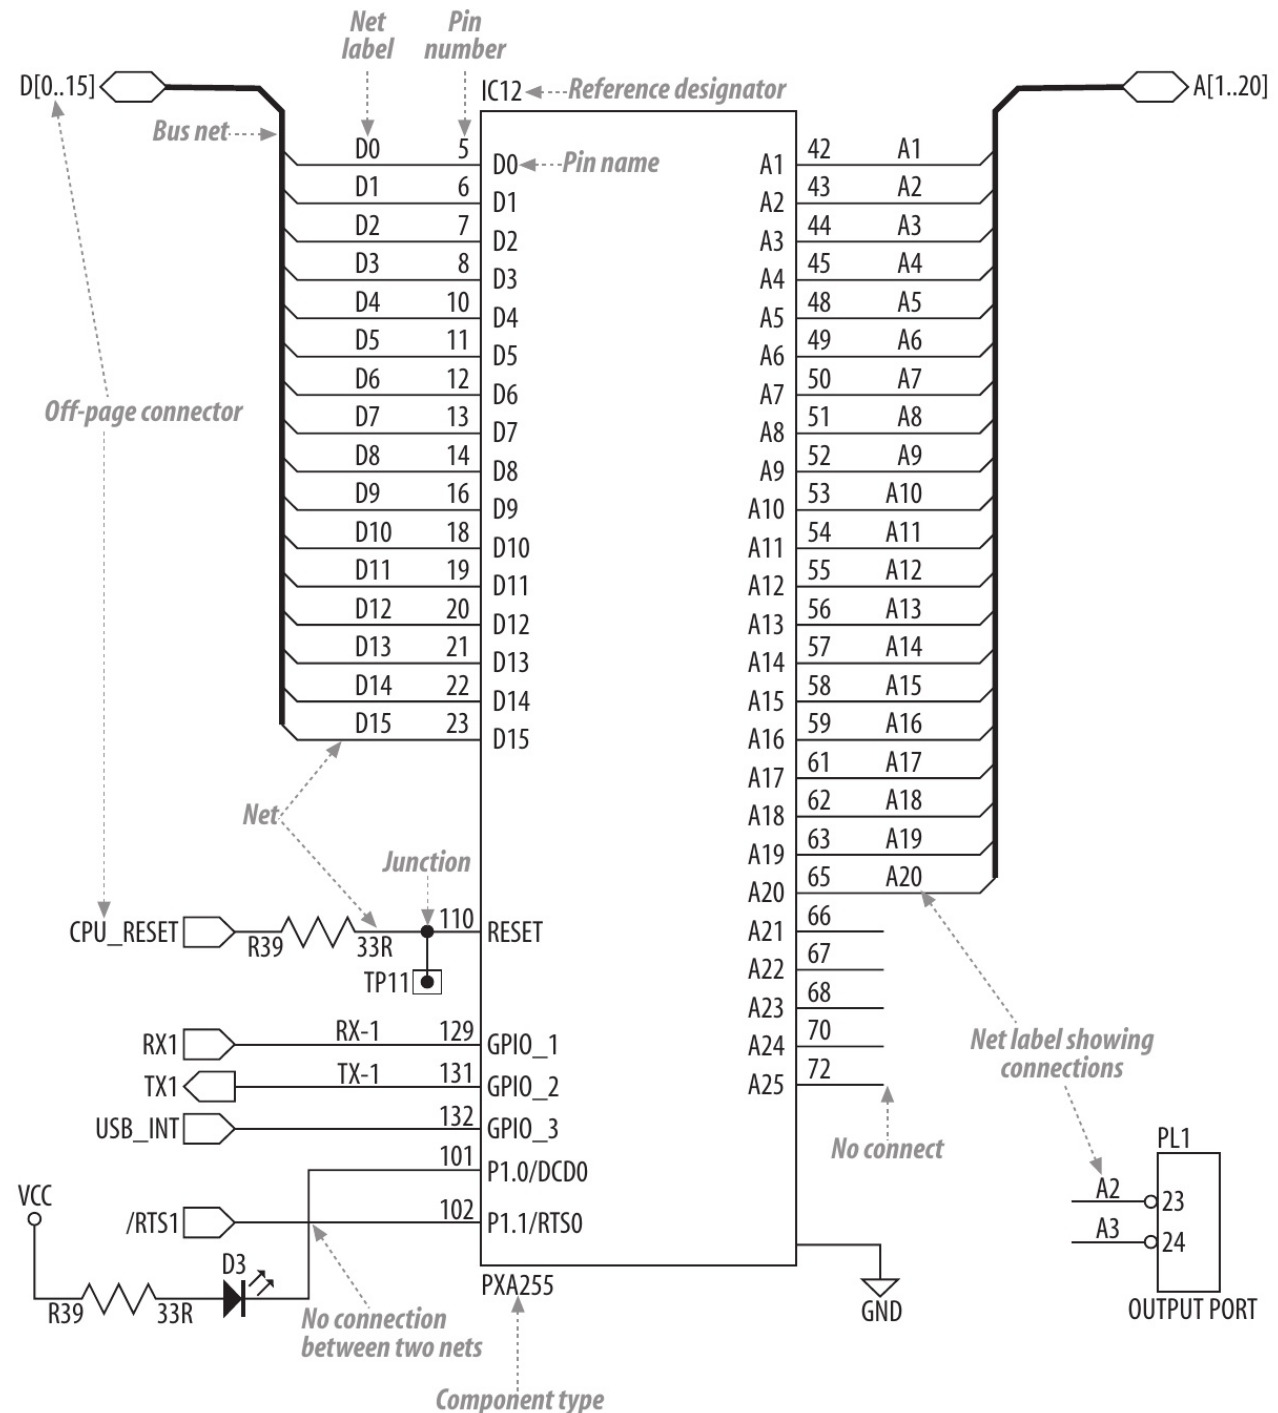 Net label
Pin number
D[0..15]
IC12
Reference designator
A[1..20]
Bus net
D0 5 D0 Pin name A1 42 A1
D1 6 D1 A2 43 A2
D2 7 D2 A3 44 A3
D3 8 D3 A4 45 A4
D4 10 D4 A5 48 A5
D5 11 D5 A6 49 A6
D6 12 D6 A7 50 A7
Off-page connector
D7 13 D7 A8 51 A8
D8 14 D8 A9 52 A9
D9 16 D9 A10 53 A10
D10 18 D10 A11 54 A11
D11 19 D11 A12 55 A12
D12 20 D12 A13 56 A13
D13 21 D13 A14 57 A14
D14 22 D14 A15 58 A15
D15 23 D15 A16 59 A16
A17 61 A17
Net
A18 62 A18
A19 63 A19
Junction
A20 65 A20
CPU_RESET R39 33R 110 RESET A21 66
TP11 A22 67
A23 68
RX1 RX-1 129 GPIO_1 A24 70
Net label showing
connections
TX1 TX-1 131 GPIO_2 A25 72
USB_INT 132 GPIO_3
No connect
101 P1.0/DCD0
/RTS1 102 P1.1/RTS0
VCC
PL1
A2 23
A3 24
OUTPUT PORT
D3
R39 33R
PXA255
GND
No connection
between two nets
Component type